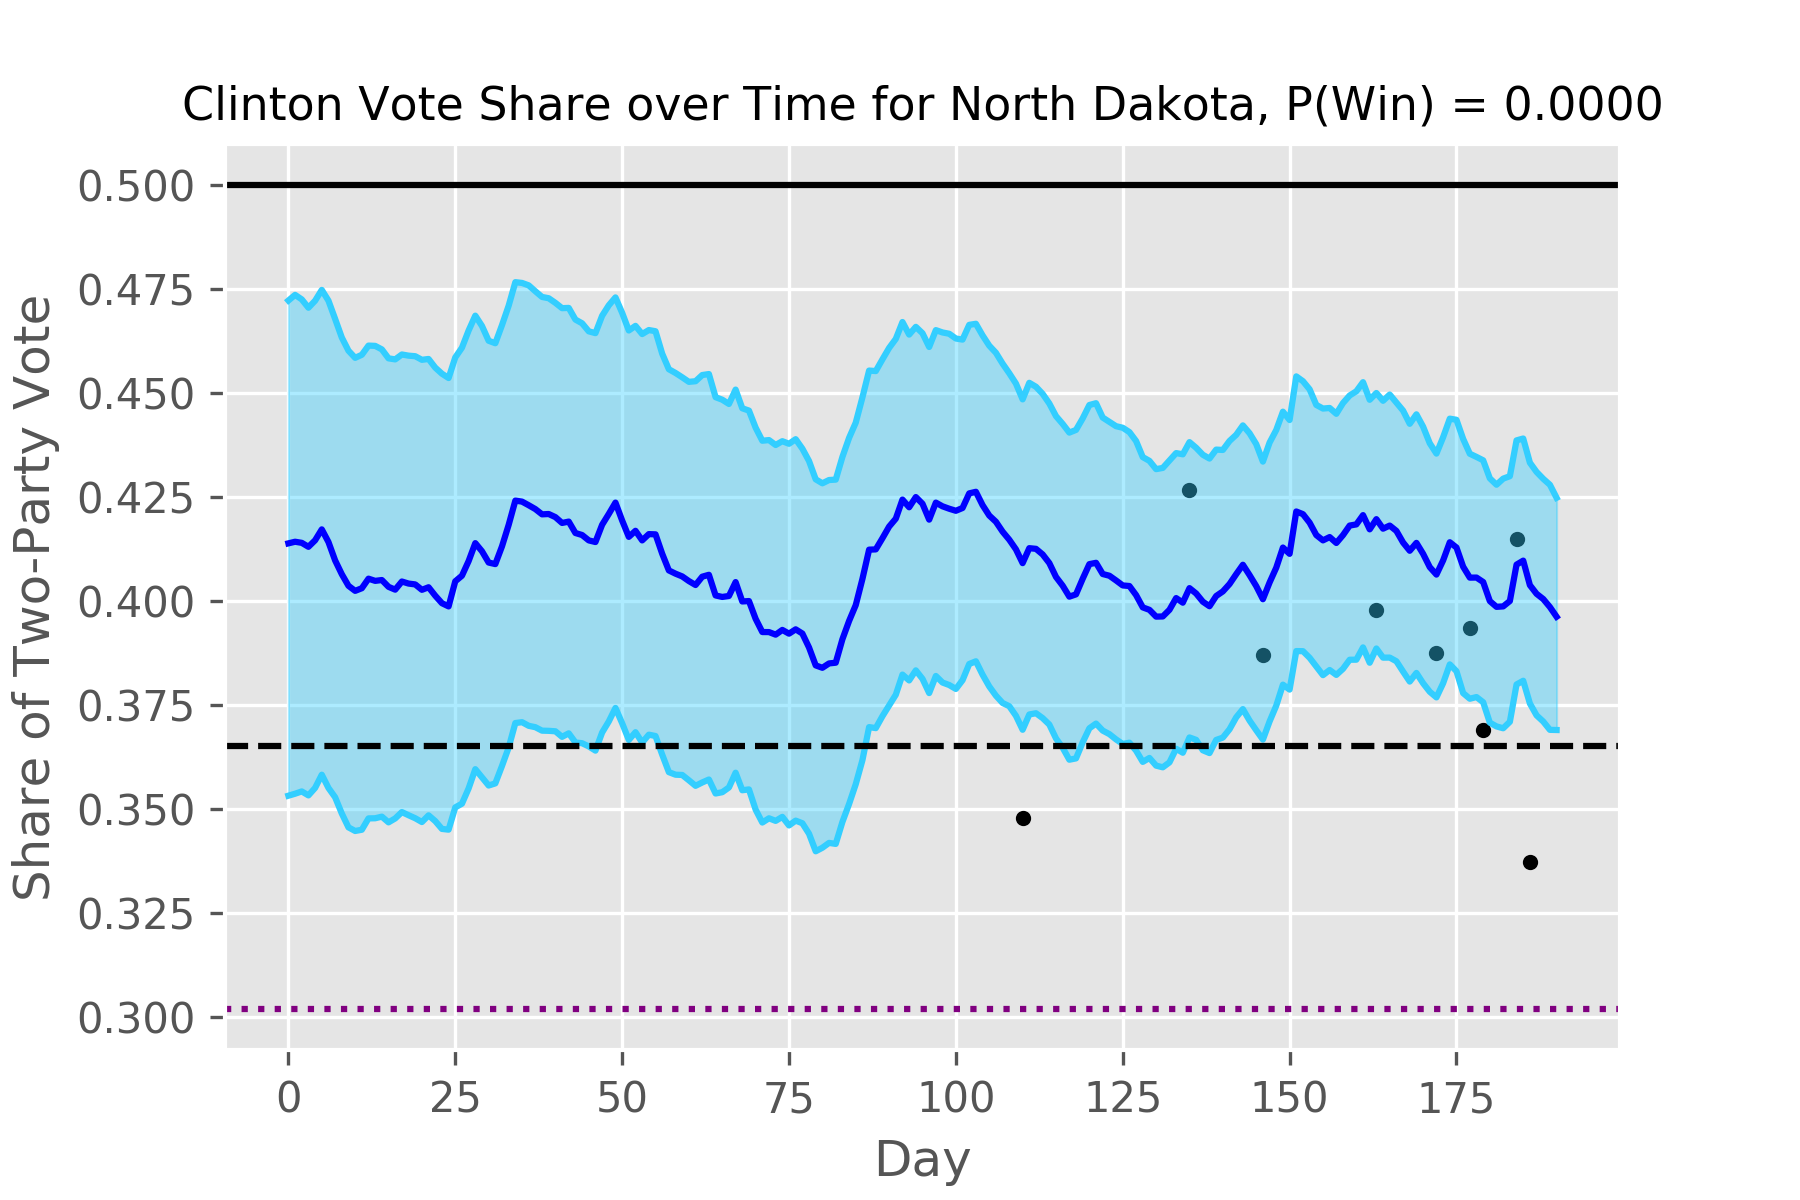 Clinton Vote Share over Time for North Dakota, P(Win) = 0.0000
Share of Two-Party Vote
0.500
0.475
0.450
0.425
0.400
0.375
0.350
0.325
0.300
0 25 50 75 100 125 150 175
Day